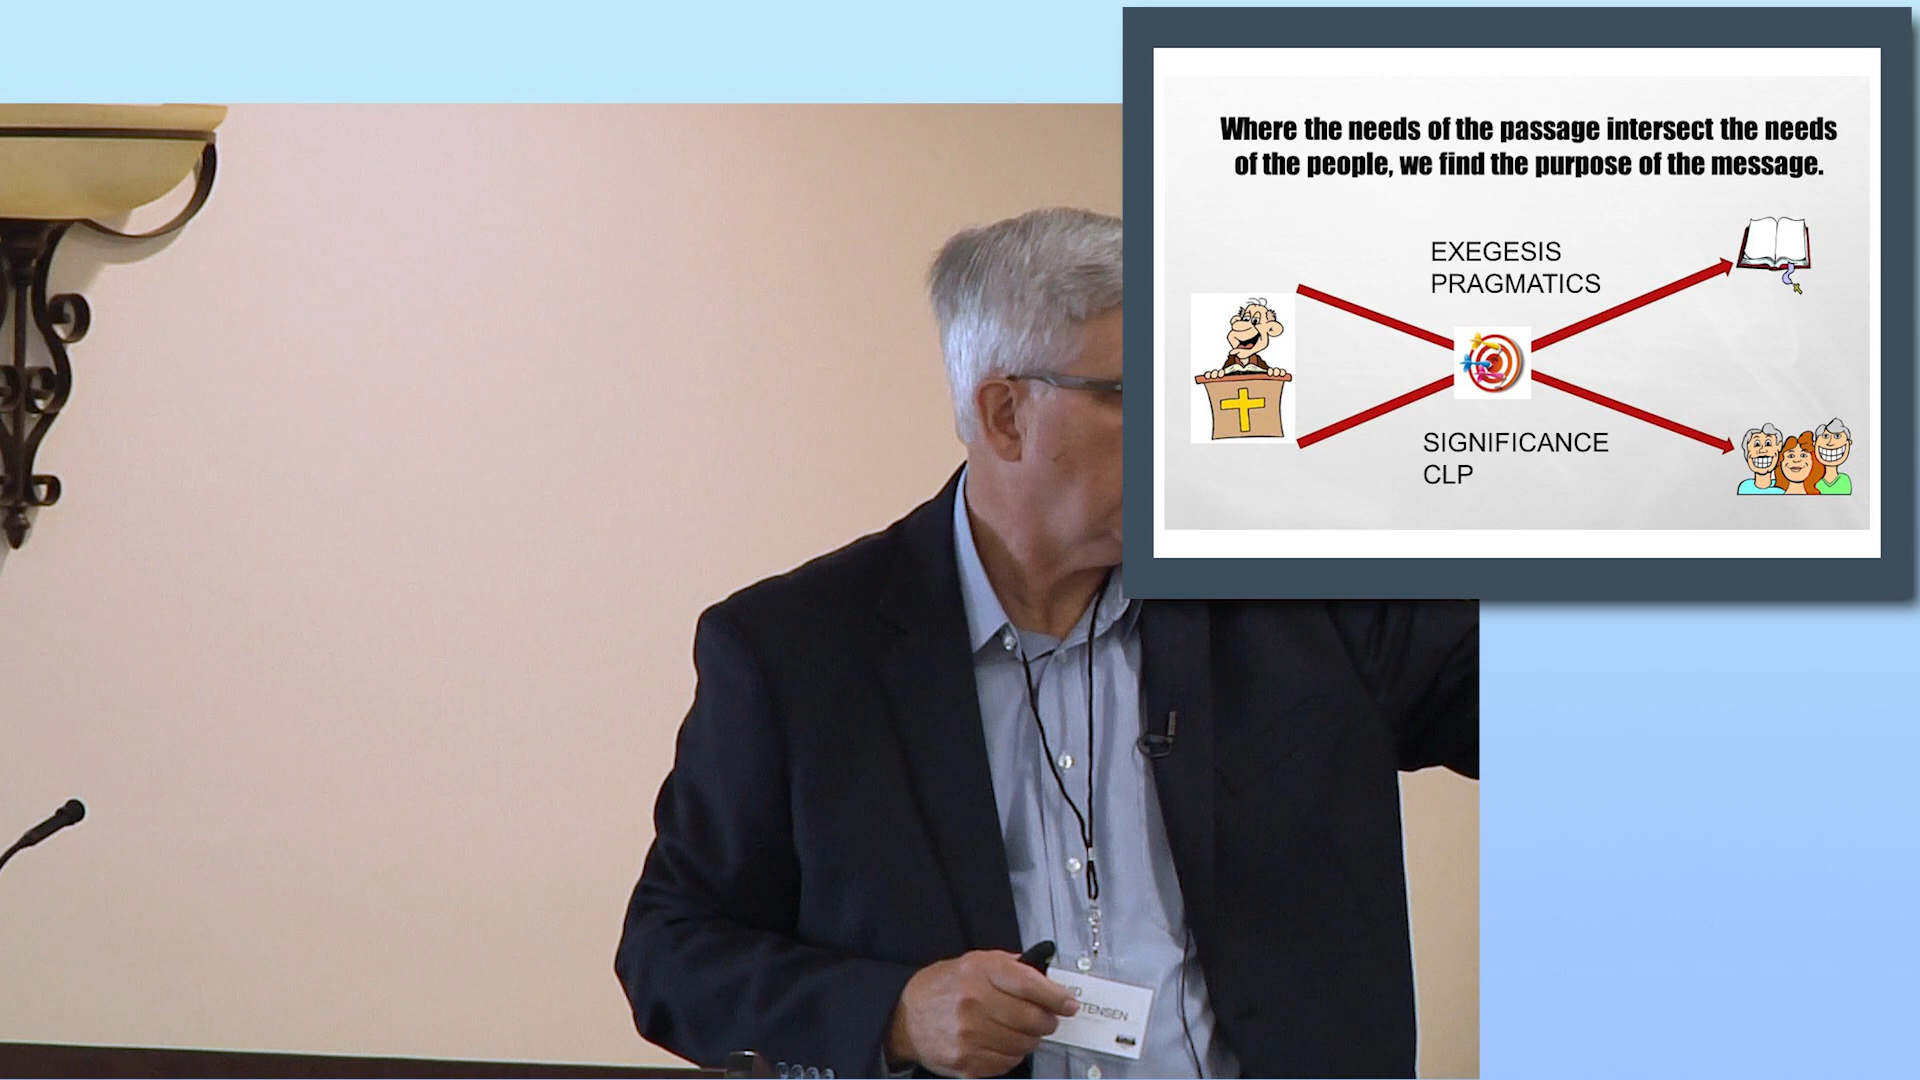 Where the needs of the passage intersect the needs
of the people, we find the purpose of the message.
EXEGESIS
PRAGMATICS
SIGNIFICANCE
CLP